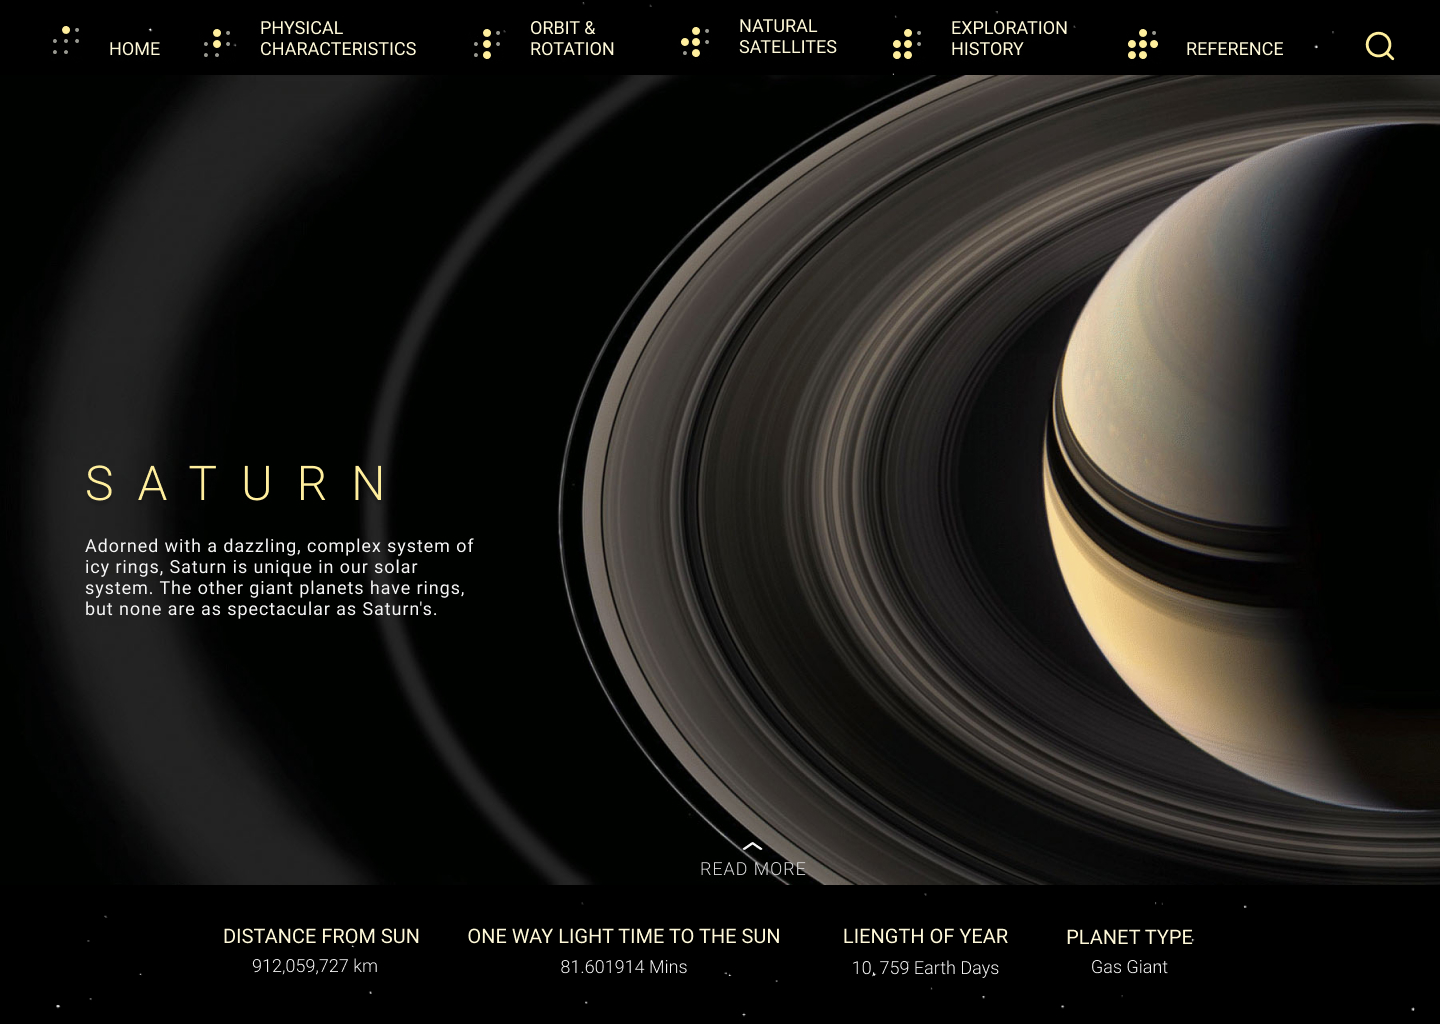 HOME
PHYSICAL
CHARACTERISTICS
ORBIT &
ROTATION
NATURAL
SATELLITES
EXPLORATION
HISTORY
REFERENCE
SATURN
Adorned with a dazzling, complex system of
icy rings, Saturn is unique in our solar
system. The other giant planets have rings,
but none are as spectacular as Saturn's.
READ MORE
DISTANCE FROM SUN
912,059,727 km
ONE WAY LIGHT TIME TO THE SUN
81.601914 Mins
LIENGTH OF YEAR
10, 759 Earth Days
PLANET TYPE
Gas Giant